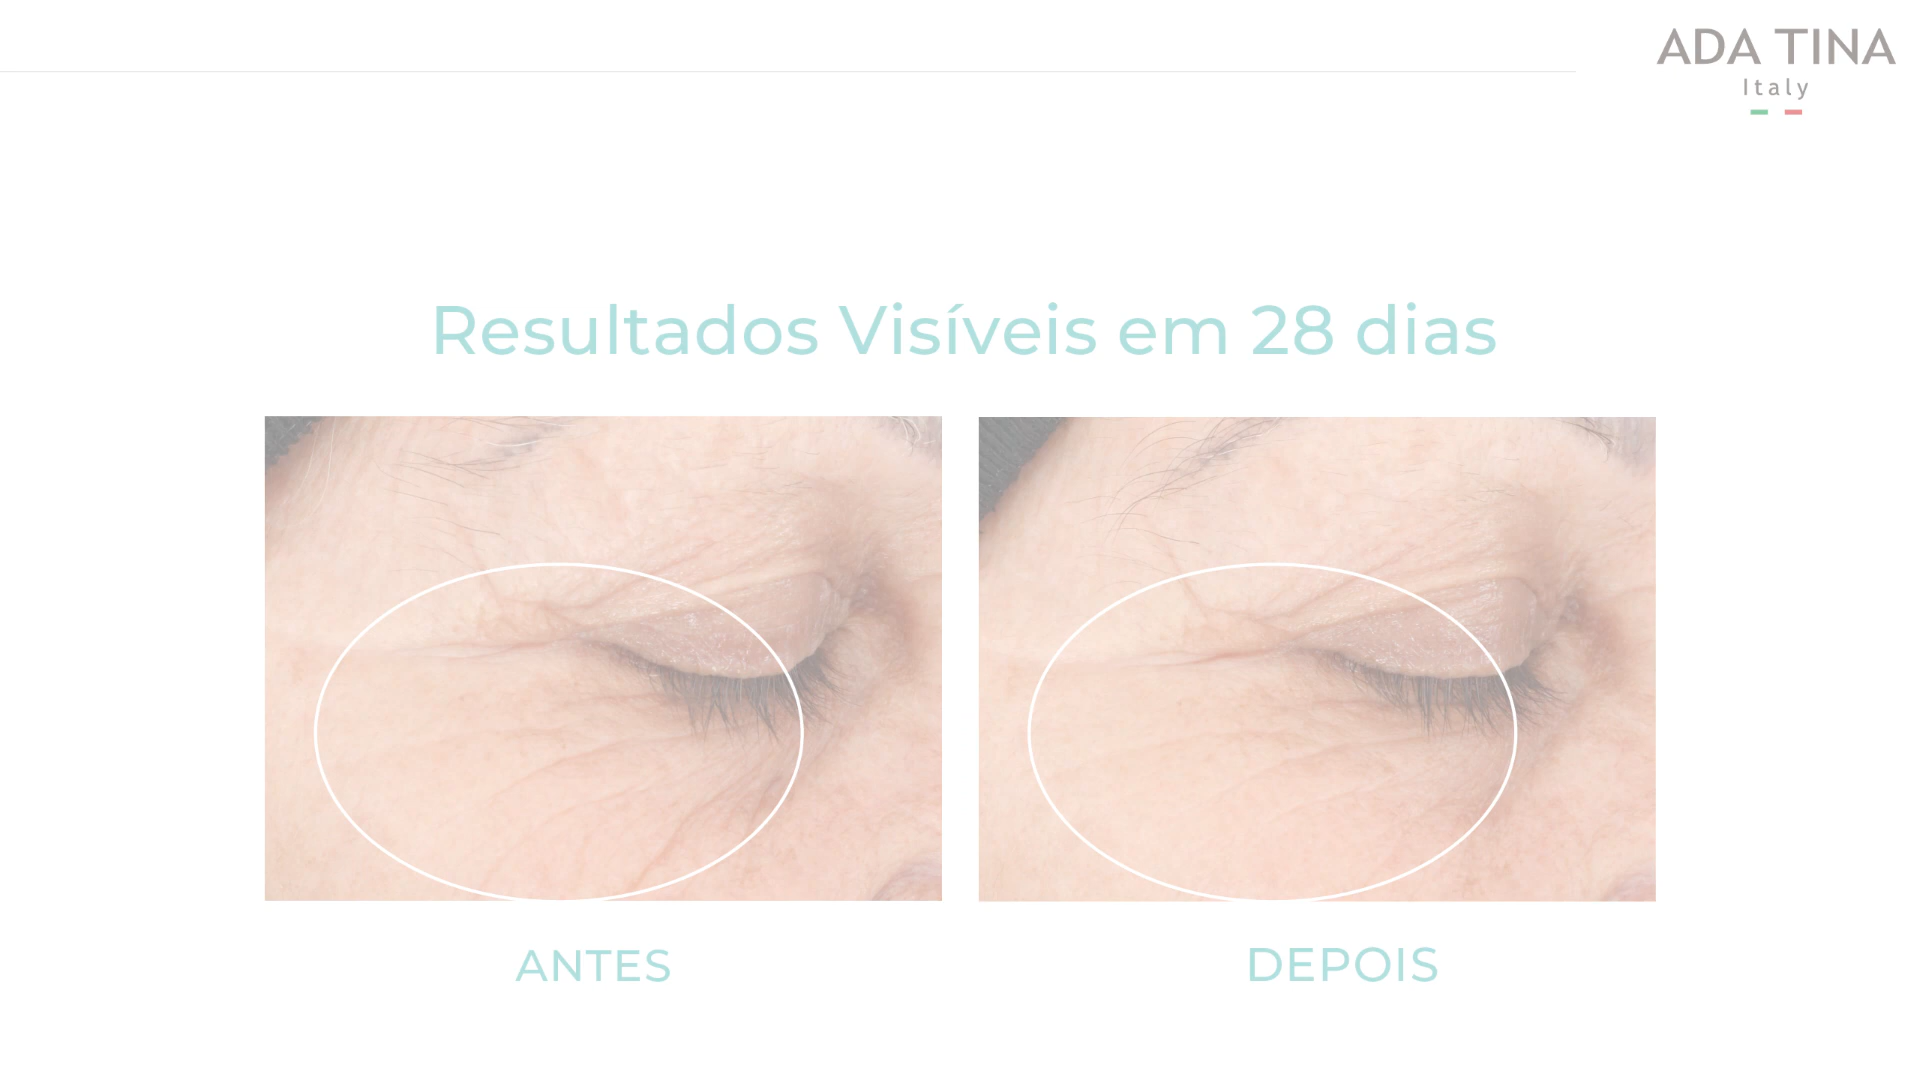 ADA TINA
Italy
Resultados Visíveis em 28 dias
ANTES
DEPOIS